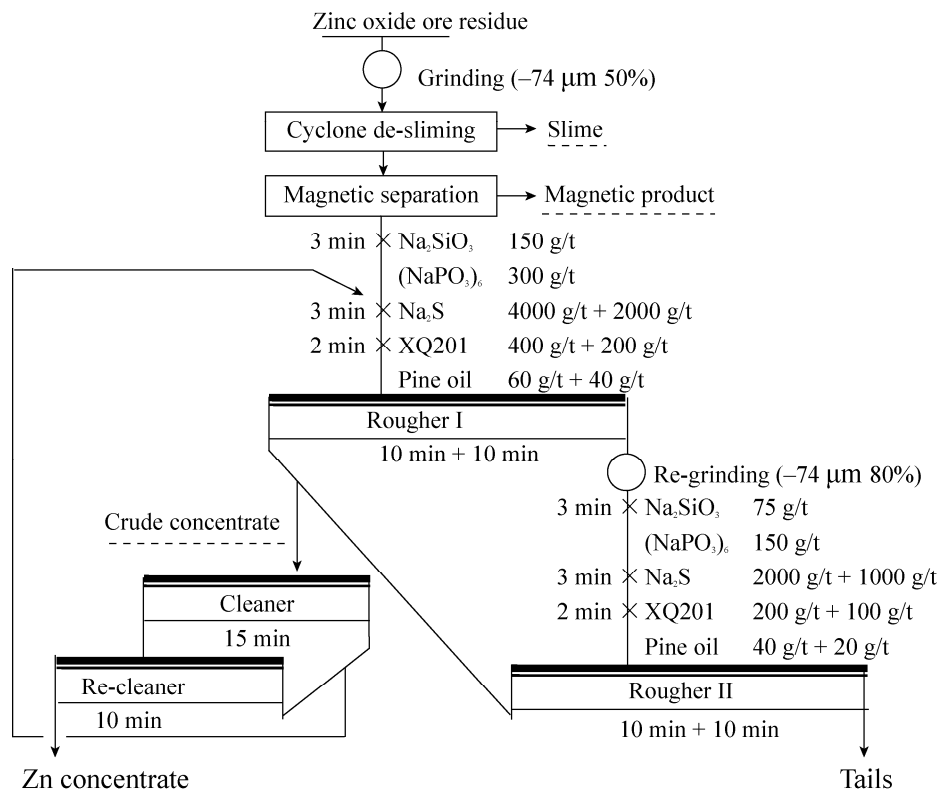 Zinc oxide ore residue
Grinding (–74 μm 50%)
Cyclone de-sliming
Slime
Magnetic separation
Magnetic product
3 min Na₂SiO₃ 150 g/t
(NaPO₃)₆ 300 g/t
3 min Na₂S 4000 g/t + 2000 g/t
2 min XQ201 400 g/t + 200 g/t
Pine oil 60 g/t + 40 g/t
Rougher I
10 min + 10 min
Re-grinding (–74 μm 80%)
3 min Na₂SiO₃ 75 g/t
(NaPO₃)₆ 150 g/t
3 min Na₂S 2000 g/t + 1000 g/t
2 min XQ201 200 g/t + 100 g/t
Pine oil 40 g/t + 20 g/t
Crude concentrate
Cleaner
15 min
Re-cleaner
10 min
Rougher II
10 min + 10 min
Zn concentrate
Tails